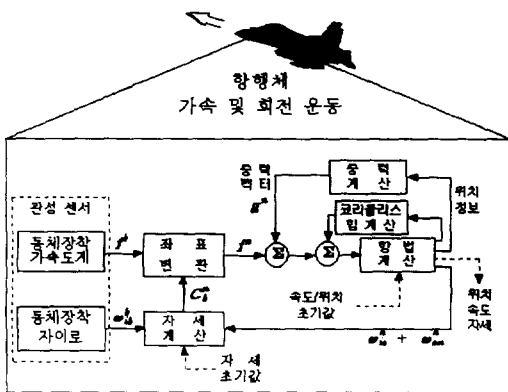 항행체
가속 및 회전 운동
관성 센서
동체장착
가속도계
동체장착
자이로
좌표
변환
자세
계산
자세
초기값
중력
벡터
중력
계산
코리올리스
힘 계산
항법
계산
속도/위치
초기값
위치
정보
위치
속도
자세
f^b
f^n
g^n
C_b^n
ω_ib^b
Σ
Σ
ω_ie^n + ω_en^n